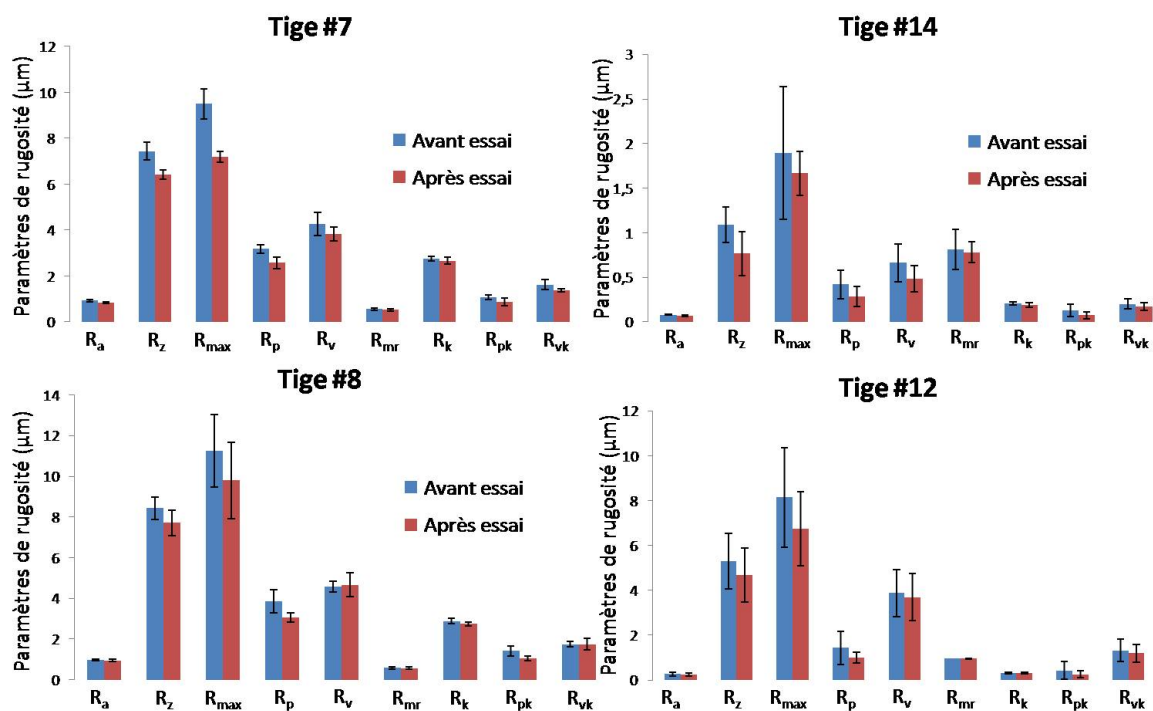 Tige #7
Paramètres de rugosité (µm)
12
10
8
6
4
2
0
Avant essai
Après essai
Ra Rz Rmax Rp Rv Rmr Rk Rpk Rvk
Tige #14
Paramètres de rugosité (µm)
3
2,5
2
1,5
1
0,5
0
Avant essai
Après essai
Ra Rz Rmax Rp Rv Rmr Rk Rpk Rvk
Tige #8
Paramètres de rugosité (µm)
14
12
10
8
6
4
2
0
Avant essai
Après essai
Ra Rz Rmax Rp Rv Rmr Rk Rpk Rvk
Tige #12
Paramètres de rugosité (µm)
12
10
8
6
4
2
0
Ra Rz Rmax Rp Rv Rmr Rk Rpk Rvk